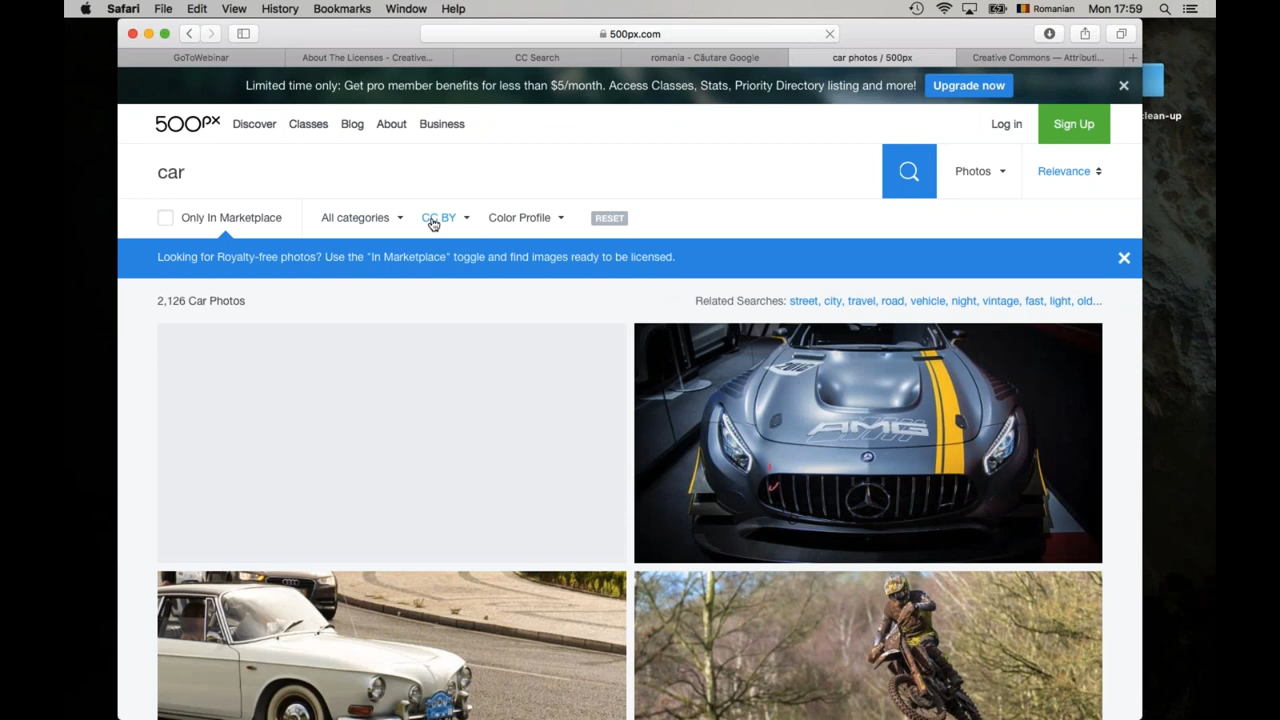 Safari File Edit View History Bookmarks Window Help Romanian Mon 17:59
500px.com
GoToWebinar About The Licenses - Creative... CC Search romania - Căutare Google car photos / 500px Creative Commons — Attributi...
Limited time only: Get pro member benefits for less than $5/month. Access Classes, Stats, Priority Directory listing and more! Upgrade now
clean-up
500px Discover Classes Blog About Business Log in Sign Up
car Photos Relevance
Only In Marketplace All categories CC BY Color Profile RESET
Looking for Royalty-free photos? Use the "In Marketplace" toggle and find images ready to be licensed.
2,126 Car Photos Related Searches: street, city, travel, road, vehicle, night, vintage, fast, light, old...
AMG